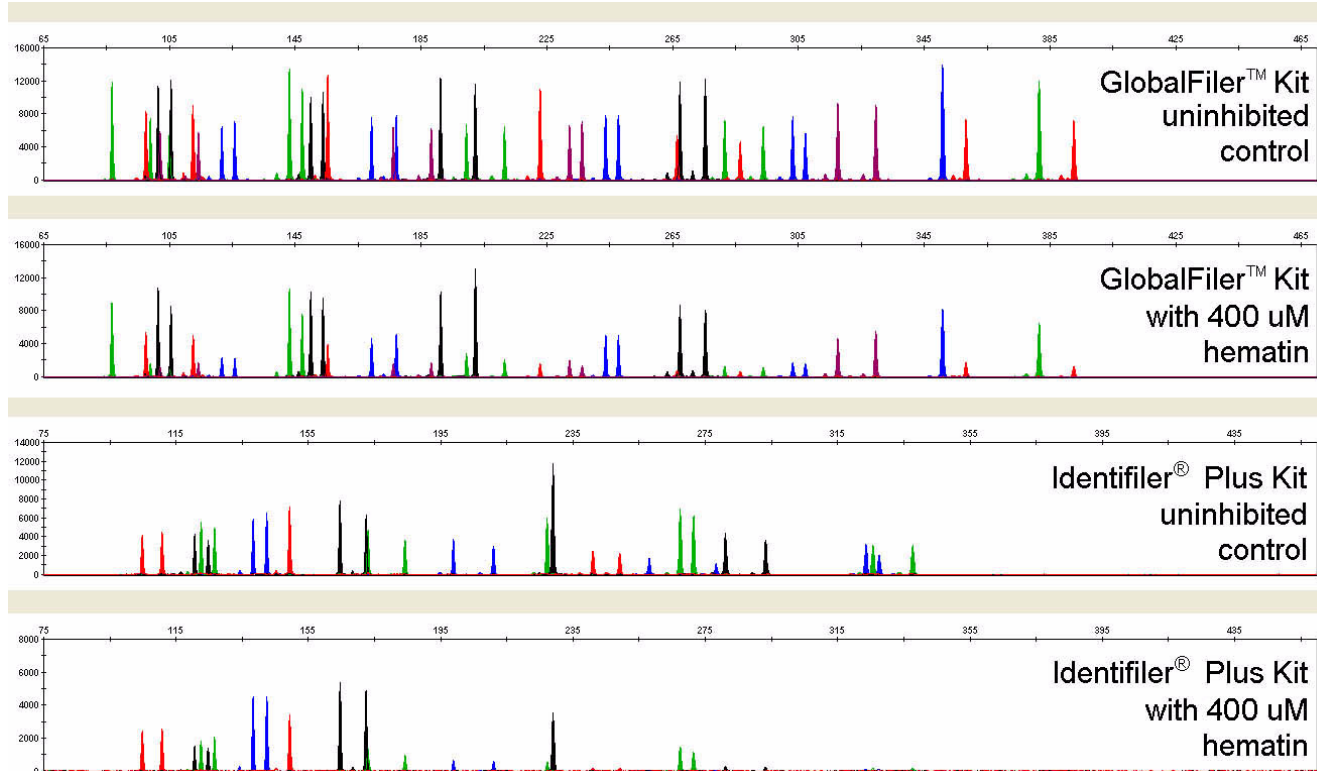 65 105 145 185 225 265 305 345 385 425 465
16000
12000
8000
4000
0
GlobalFiler™ Kit
uninhibited
control
65 105 145 185 225 265 305 345 385 425 465
16000
12000
8000
4000
0
GlobalFiler™ Kit
with 400 uM
hematin
75 115 155 195 235 275 315 355 395 435
14000
12000
10000
8000
6000
4000
2000
0
Identifiler® Plus Kit
uninhibited
control
75 115 155 195 235 275 315 355 395 435
8000
6000
4000
2000
0
Identifiler® Plus Kit
with 400 uM
hematin